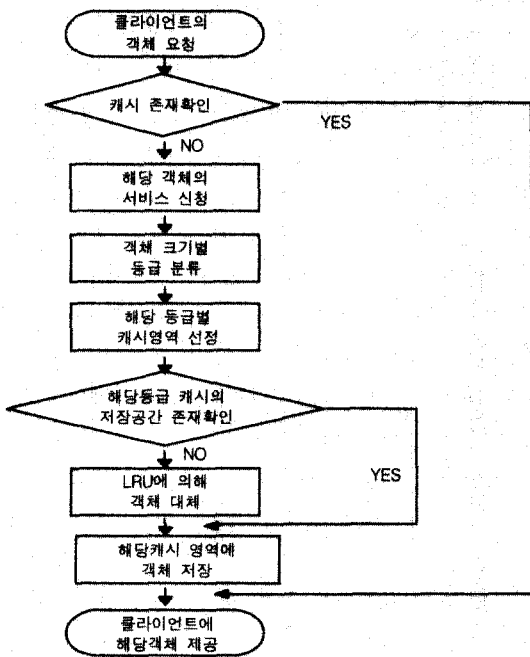 클라이언트의
객체 요청
캐시 존재확인
YES
NO
해당 객체의
서비스 신청
객체 크기별
등급 분류
해당 등급별
캐시영역 선정
해당등급 캐시의
저장공간 존재확인
NO
YES
LRU에 의해
객체 대체
해당캐시 영역에
객체 저장
클라이언트에
해당객체 제공